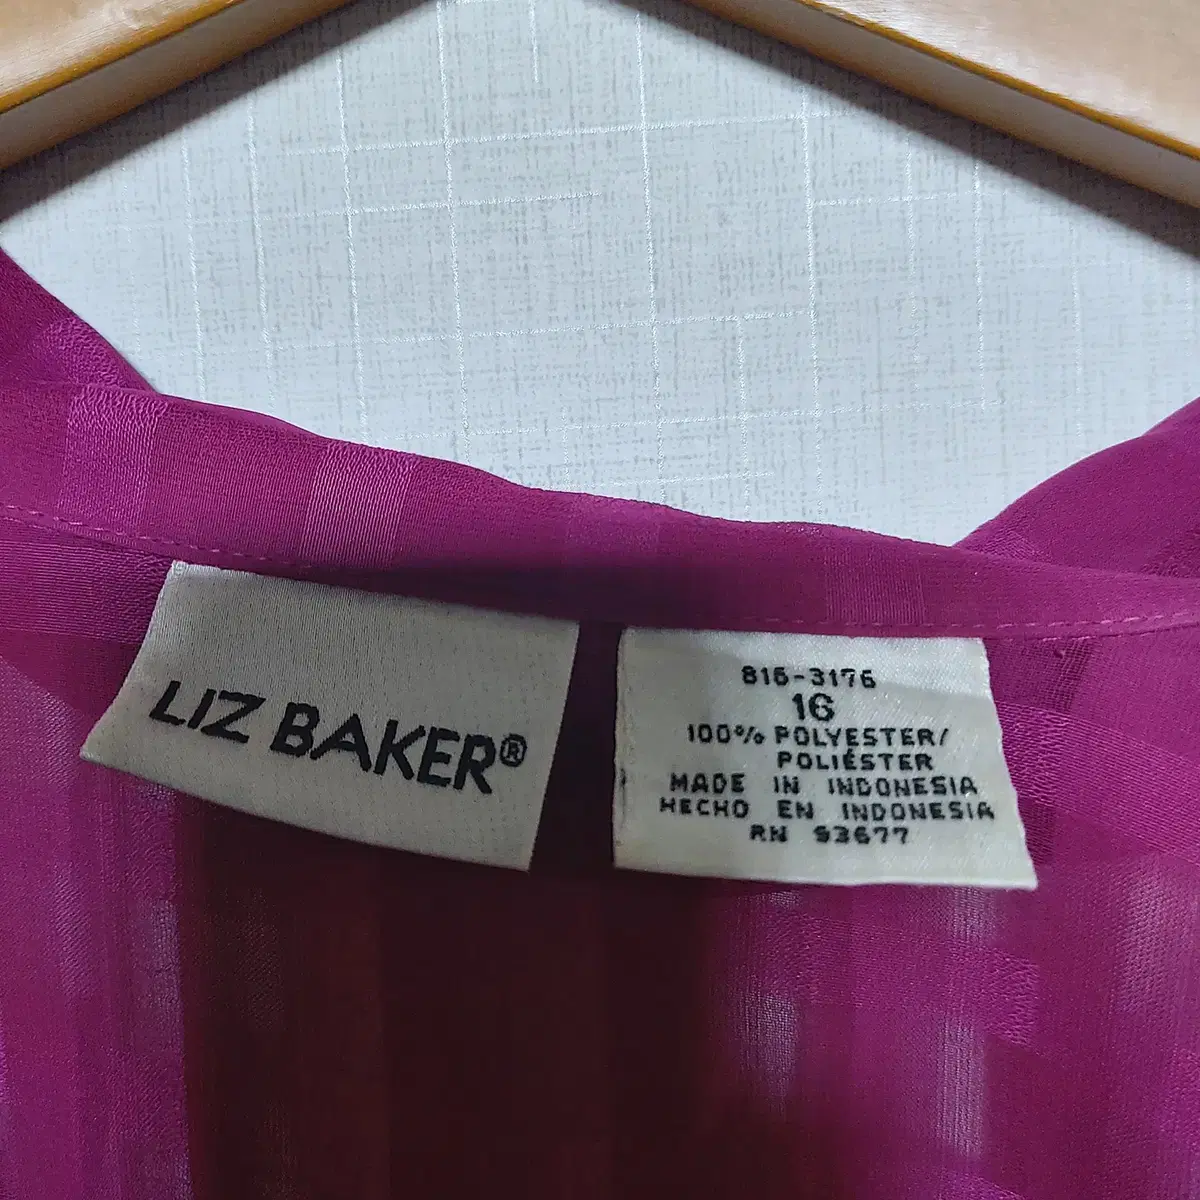 LIZ BAKER®
816-3176
16
100% POLYESTER/
POLIÉSTER
MADE IN INDONESIA
HECHO EN INDONESIA
RN 93677